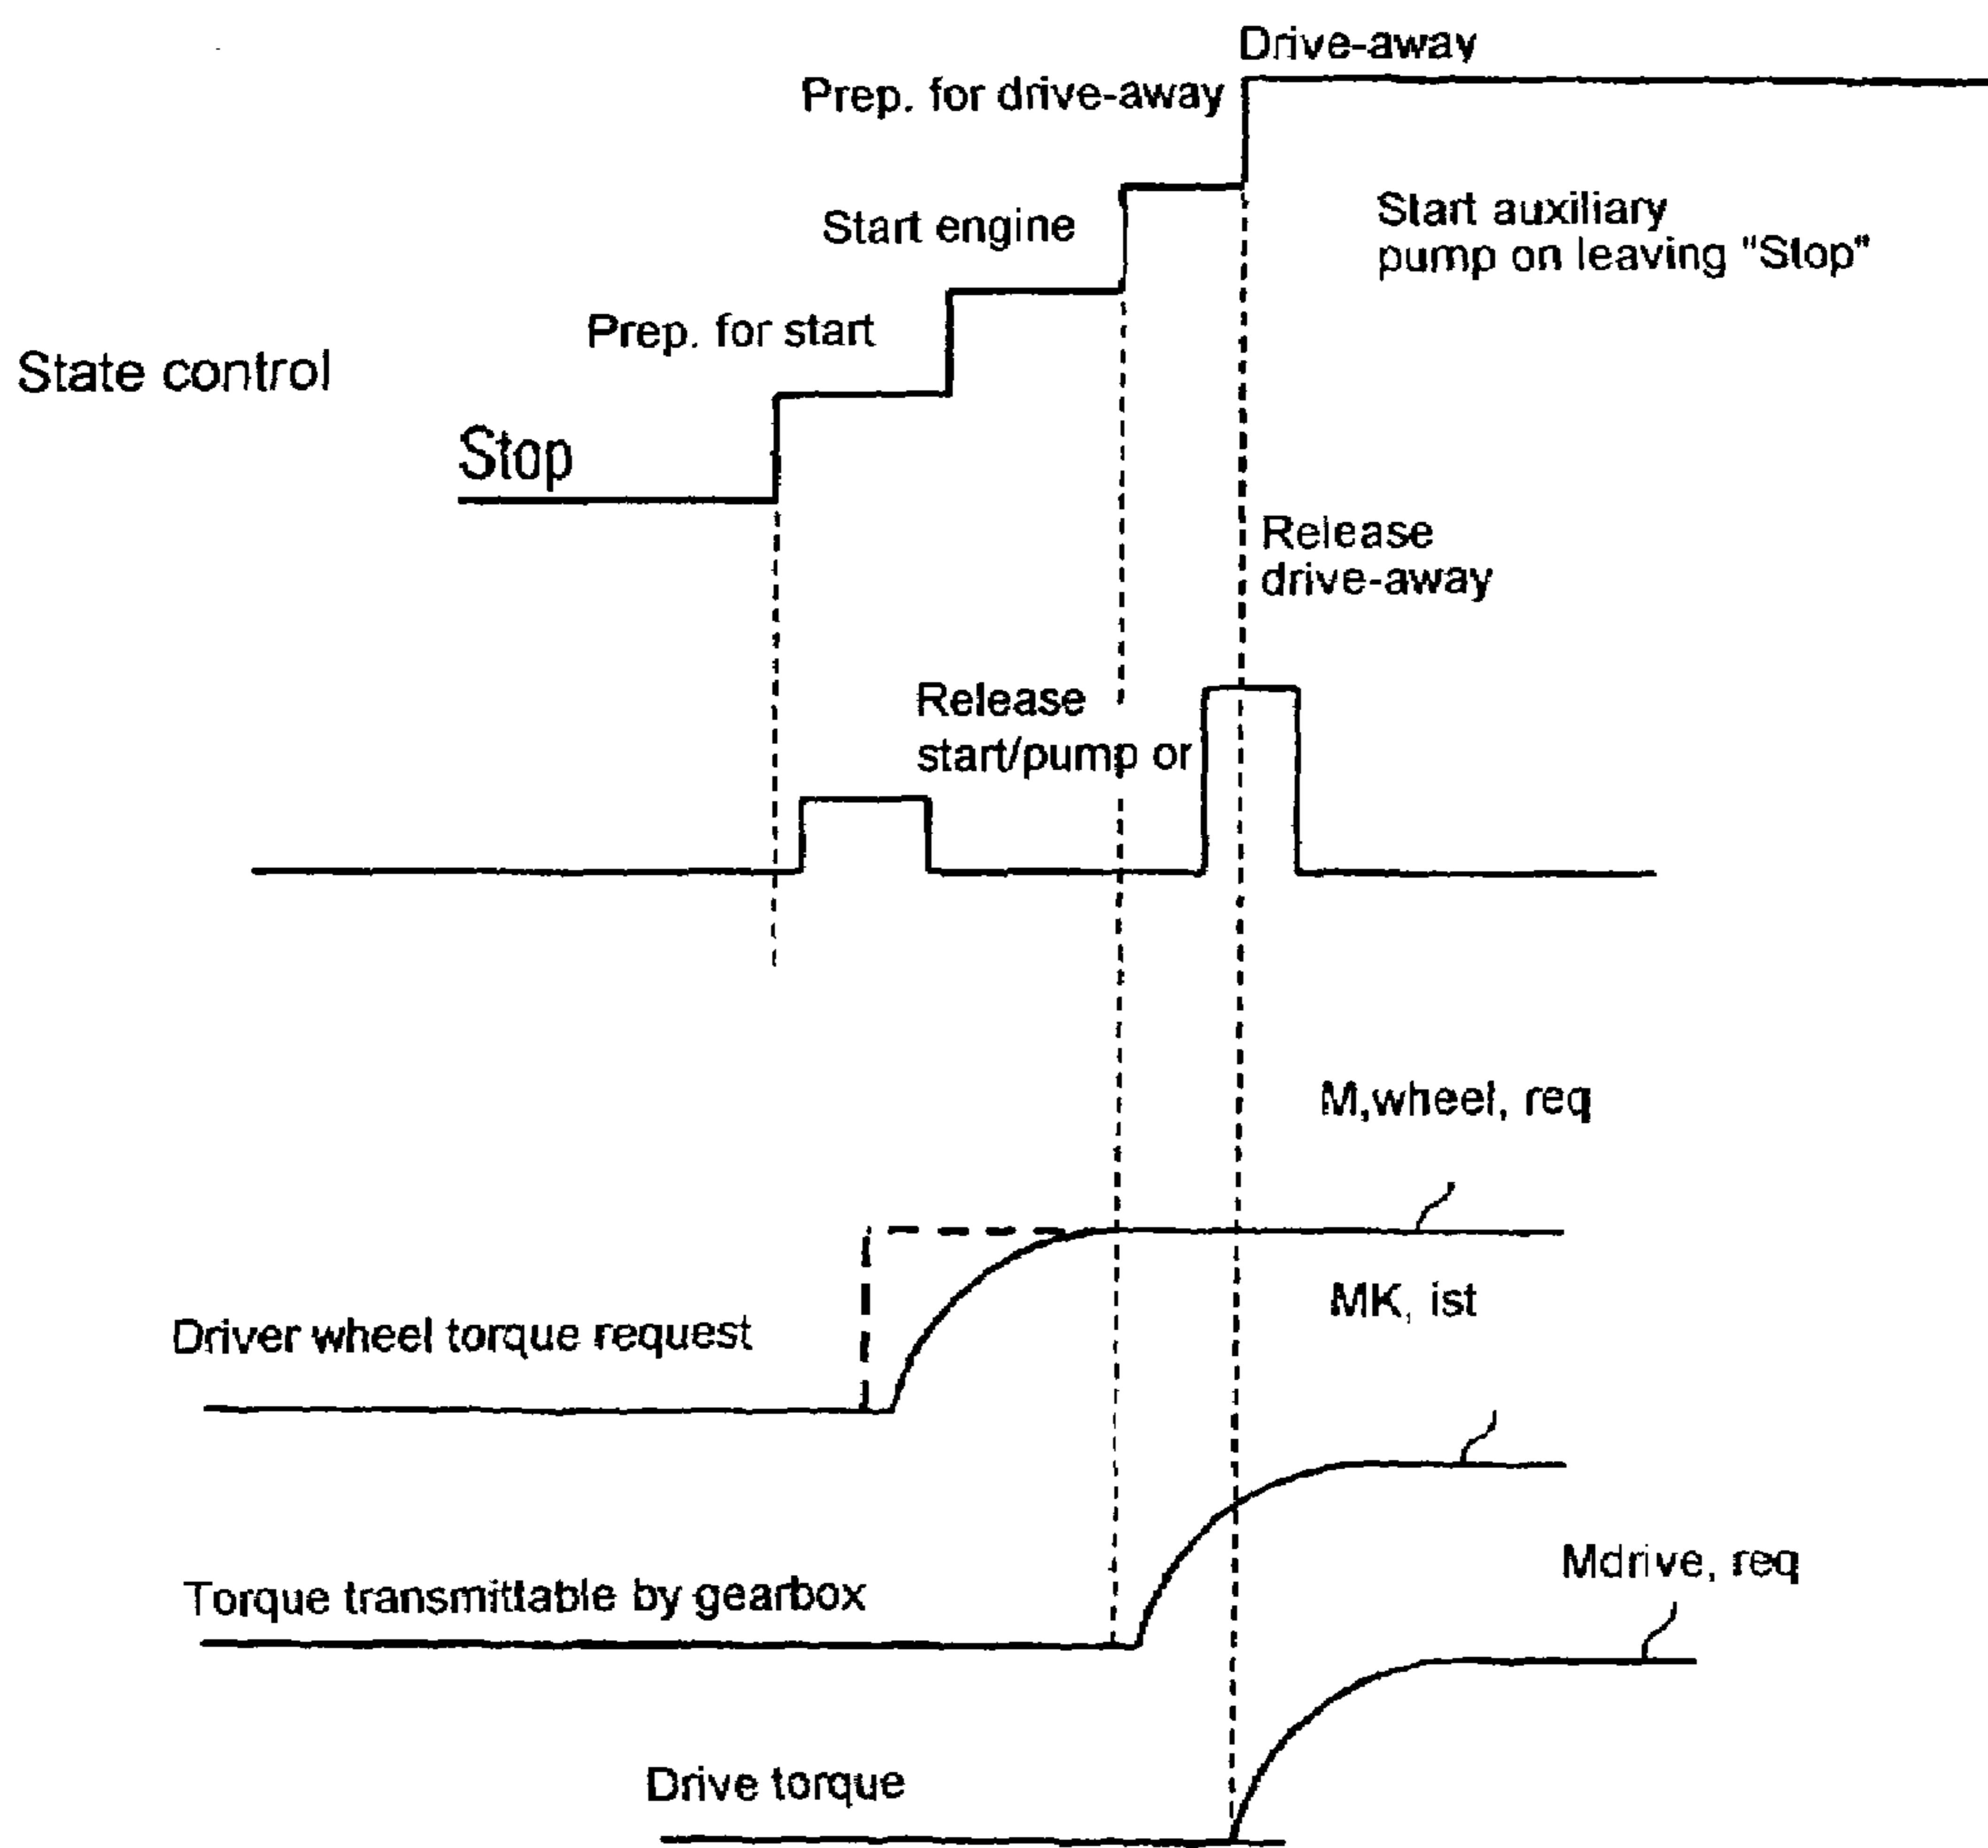 Drive-away
Prep. for drive-away
Start engine
Start auxiliary
pump on leaving "Stop"
Prep. for start
State control
Stop
Release
drive-away
Release
start/pump or
M,wheel, req
MK, ist
Driver wheel torque request
Mdrive, req
Torque transmittable by gearbox
Drive torque